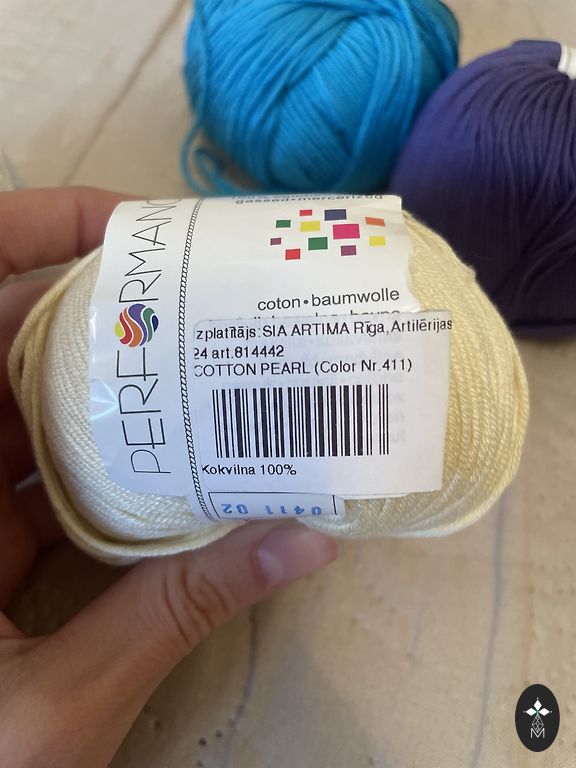 gassed•mercerized
PERFORMANC
coton•baumwolle
zplatītājs:SIA ARTIMA Rīga,Artilērijas
24 art.814442
COTTON PEARL (Color Nr.411)
Kokvilna 100%
0411 02
M